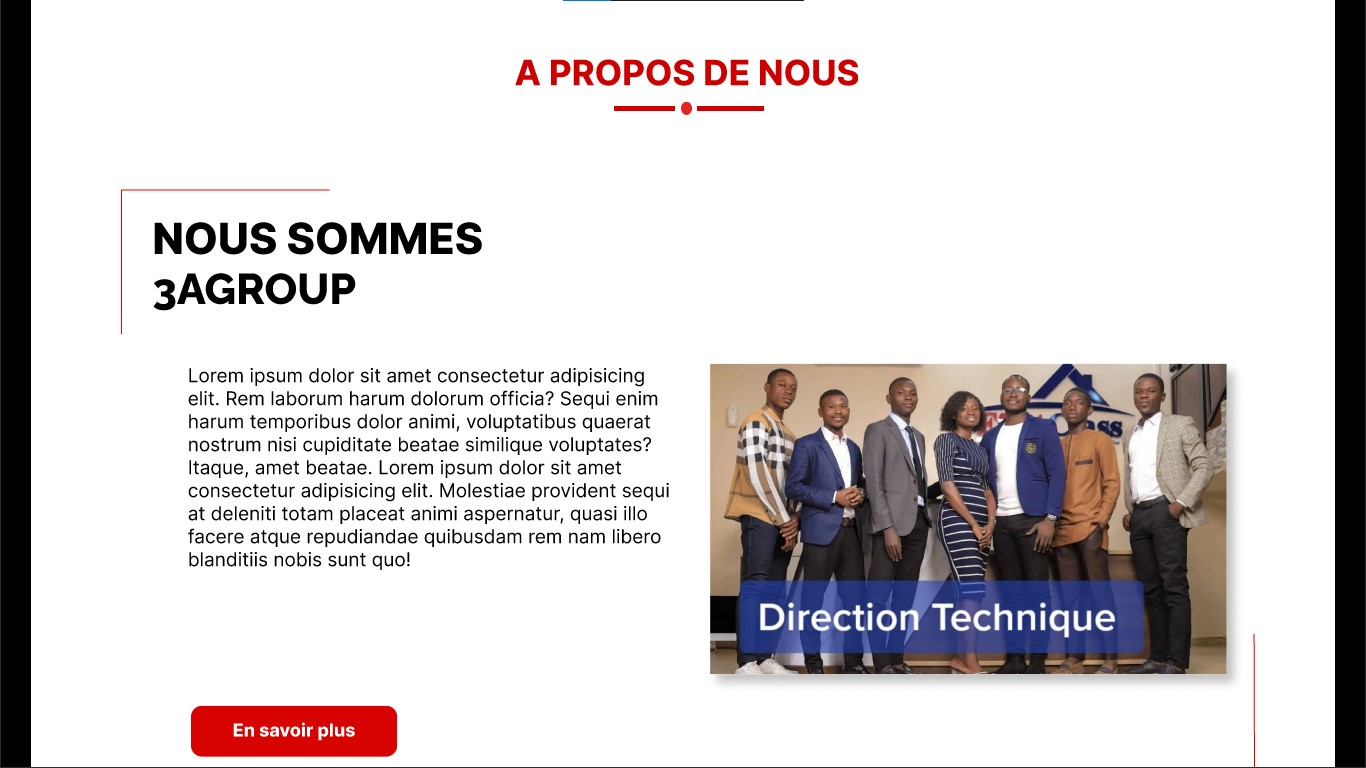 A PROPOS DE NOUS
NOUS SOMMES
3AGROUP
Lorem ipsum dolor sit amet consectetur adipisicing
elit. Rem laborum harum dolorum officia? Sequi enim
harum temporibus dolor animi, voluptatibus quaerat
nostrum nisi cupiditate beatae similique voluptates?
Itaque, amet beatae. Lorem ipsum dolor sit amet
consectetur adipisicing elit. Molestiae provident sequi
at deleniti totam placeat animi aspernatur, quasi illo
facere atque repudiandae quibusdam rem nam libero
blanditiis nobis sunt quo!
Direction Technique
En savoir plus